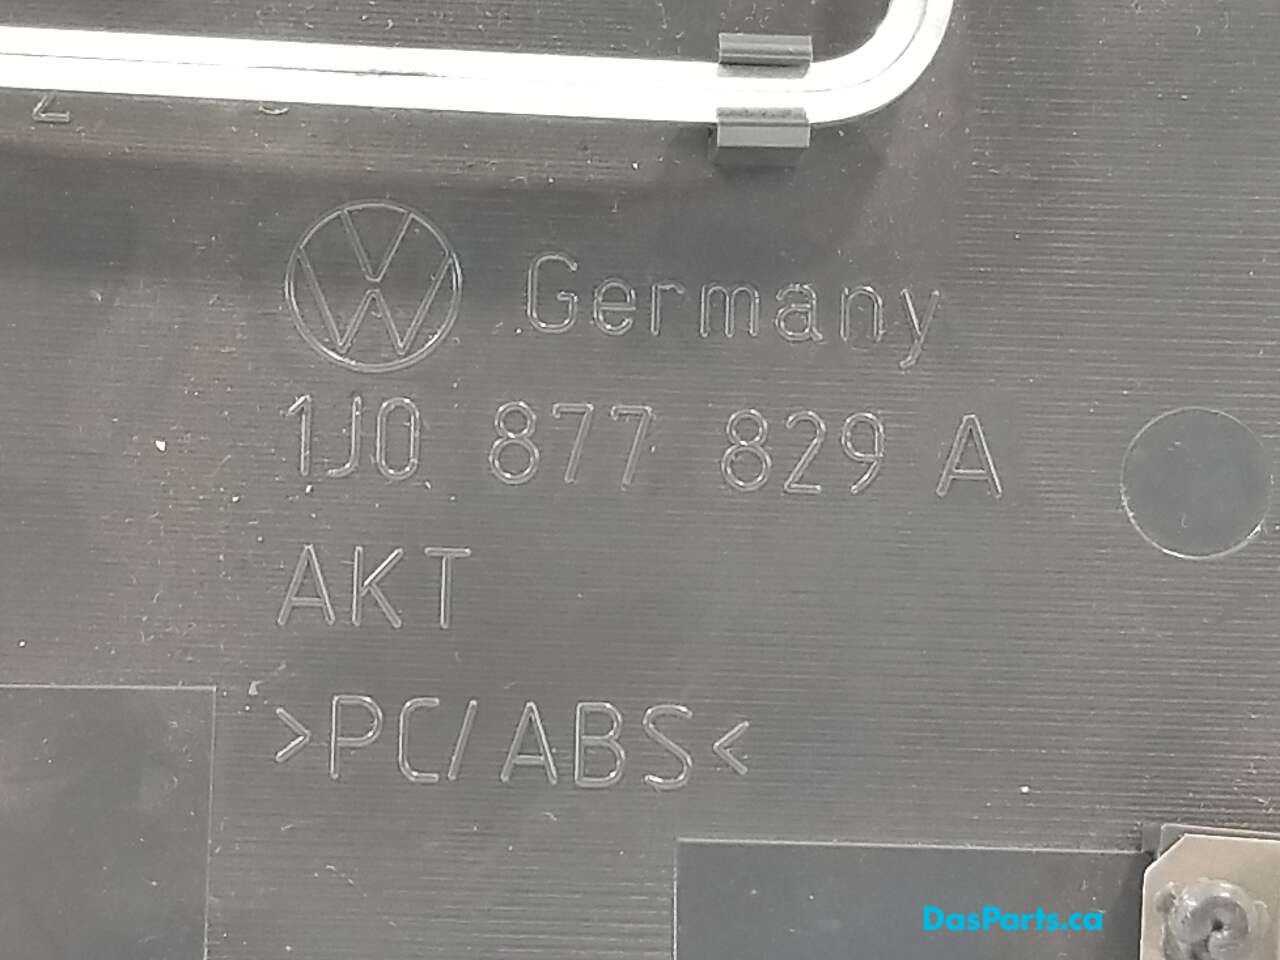 Germany
1J0 877 829 A
AKT
>PC/ABS<
DasParts.ca